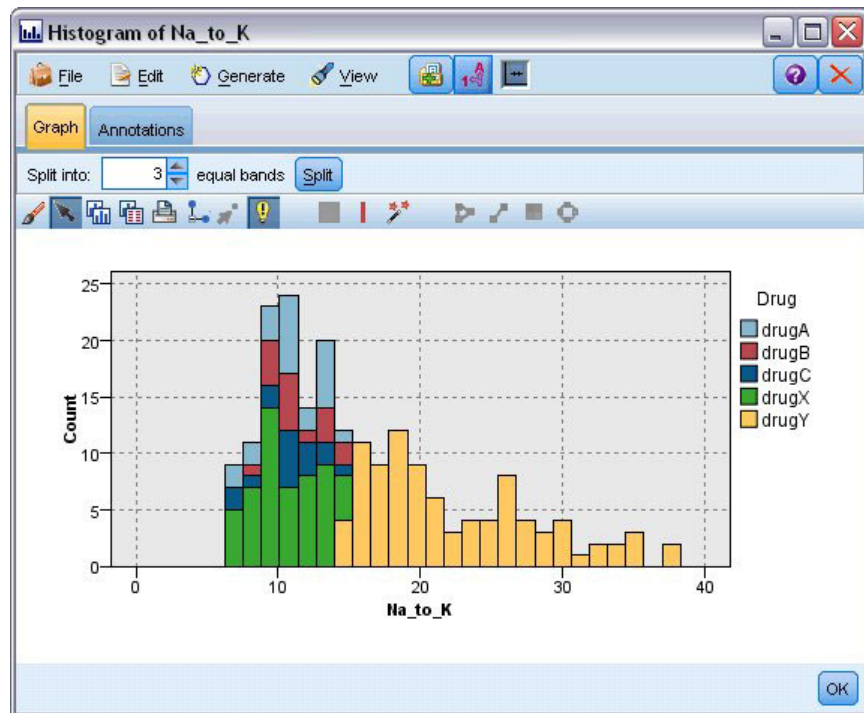 Histogram of Na_to_K
File Edit Generate View
Graph Annotations
Split into: 3 equal bands Split
25
20
15
10
5
0
Count
0 10 20 30 40
Na_to_K
Drug
drugA
drugB
drugC
drugX
drugY
OK